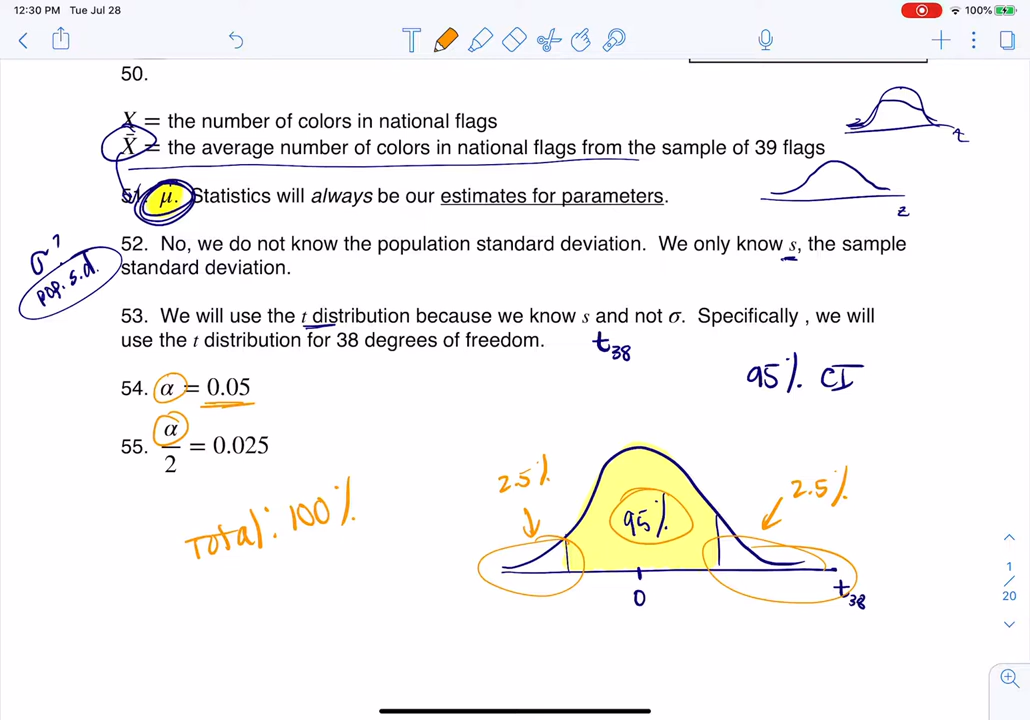 12:30 PM Tue Jul 28
100%
T
50.
X = the number of colors in national flags
X̄ = the average number of colors in national flags from the sample of 39 flags
t
51. μ. Statistics will always be our estimates for parameters.
z
σ?
pop. s.d.
52. No, we do not know the population standard deviation. We only know s, the sample
standard deviation.
53. We will use the t distribution because we know s and not σ. Specifically , we will
use the t distribution for 38 degrees of freedom.
t38
95% CI
54. α = 0.05
55. α/2 = 0.025
Total: 100%
2.5%
95%
2.5%
0
t38
1
/
20